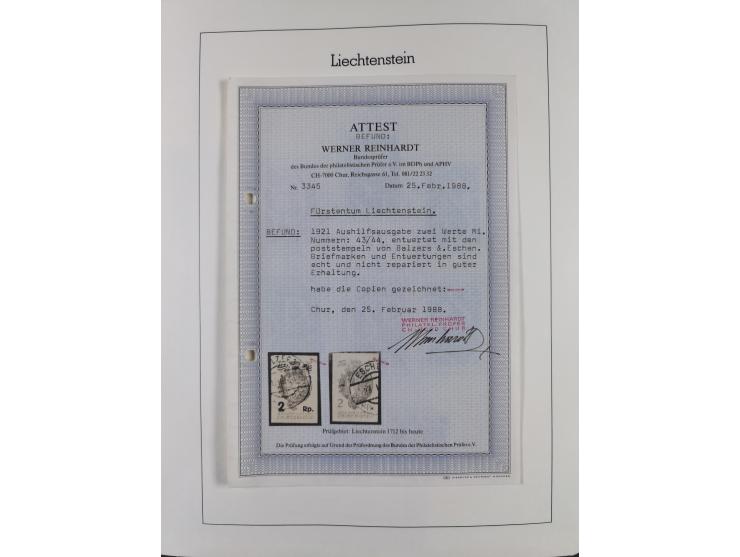 Liechtenstein
ATTEST
BEFUND:
WERNER REINHARDT
Bundesprüfer
des Bundes der philatelistischen Prüfer e.V. im BDPh und APHV
CH-7000 Chur, Reichsgasse 61, Tel. 081/22 23 32
Nr. 3345 Datum: 25. Febr. 1988.
Fürstentum Liechtenstein.
BEFUND: 1921 Aushilfsausgabe zwei Werte Mi.
Nummern: 43/44, entwertet mit den
poststempeln von Balzers &.Eschen.
Briefmarken und Entwertungen sind
echt und nicht repariert in guter
Erhaltung.
habe die Copien gezeichnet:
Chur, den 25. Februar 1988.
WERNER REINHARDT
PHILATEL. PRÜFER
2 Rp.
ESCH
2
Prüfgebiet: Liechtenstein 1712 bis heute
Die Prüfung erfolgte auf Grund der Prüfordnung des Bundes der Philatelistischen Prüfer e.V.